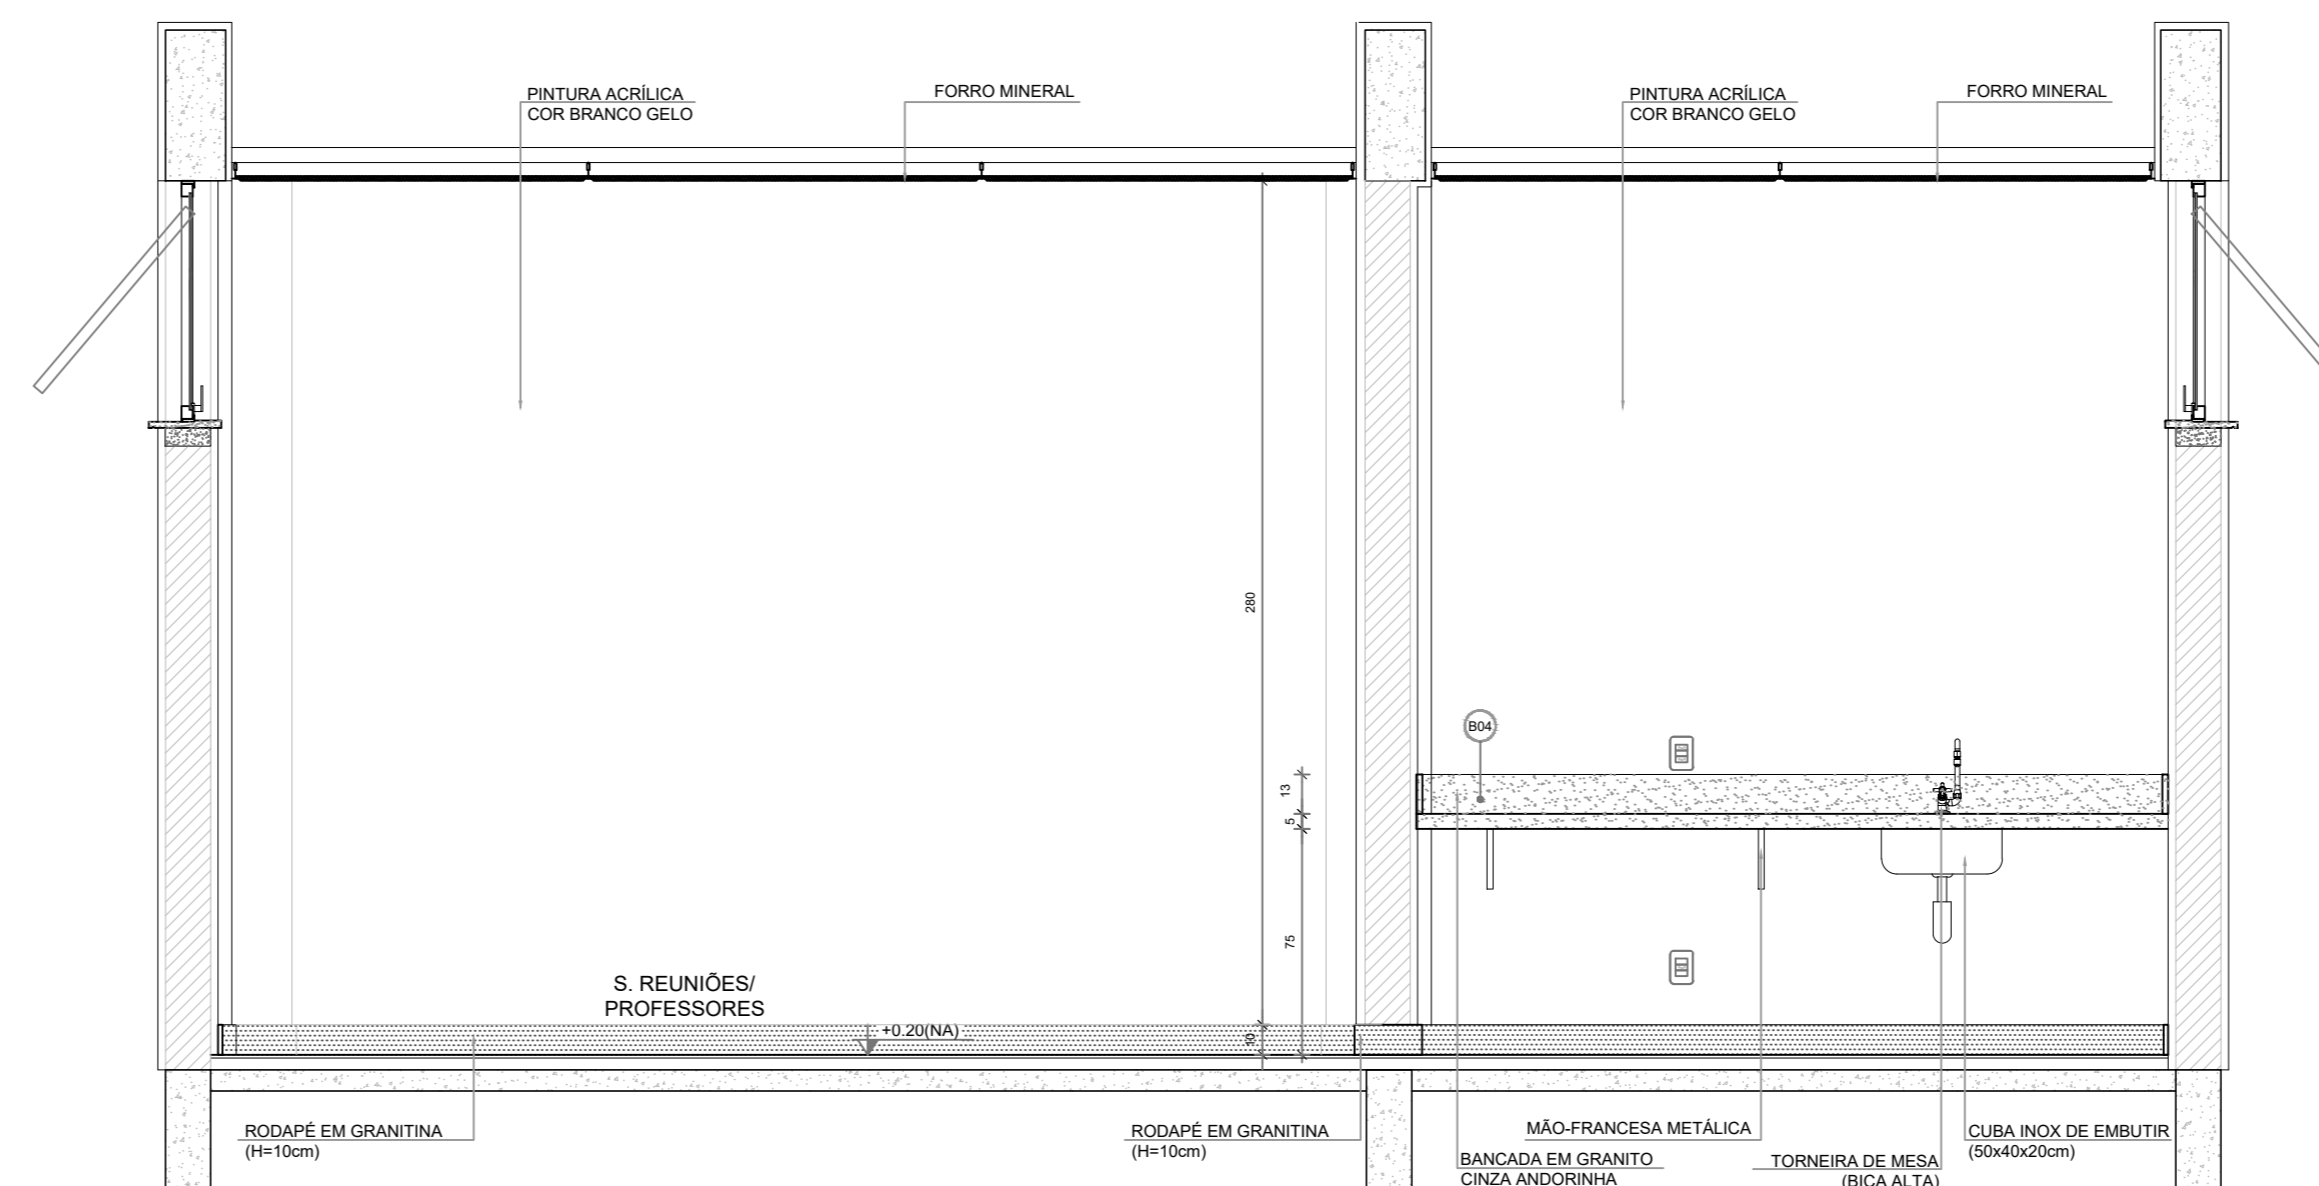 PINTURA ACRÍLICA
COR BRANCO GELO
FORRO MINERAL
PINTURA ACRÍLICA
COR BRANCO GELO
FORRO MINERAL
280
B04
13
5
75
S. REUNIÕES/
PROFESSORES
+0.20(NA)
10
RODAPÉ EM GRANITINA
(H=10cm)
RODAPÉ EM GRANITINA
(H=10cm)
MÃO-FRANCESA METÁLICA
BANCADA EM GRANITO
CINZA ANDORINHA
TORNEIRA DE MESA
(BICA ALTA)
CUBA INOX DE EMBUTIR
(50x40x20cm)